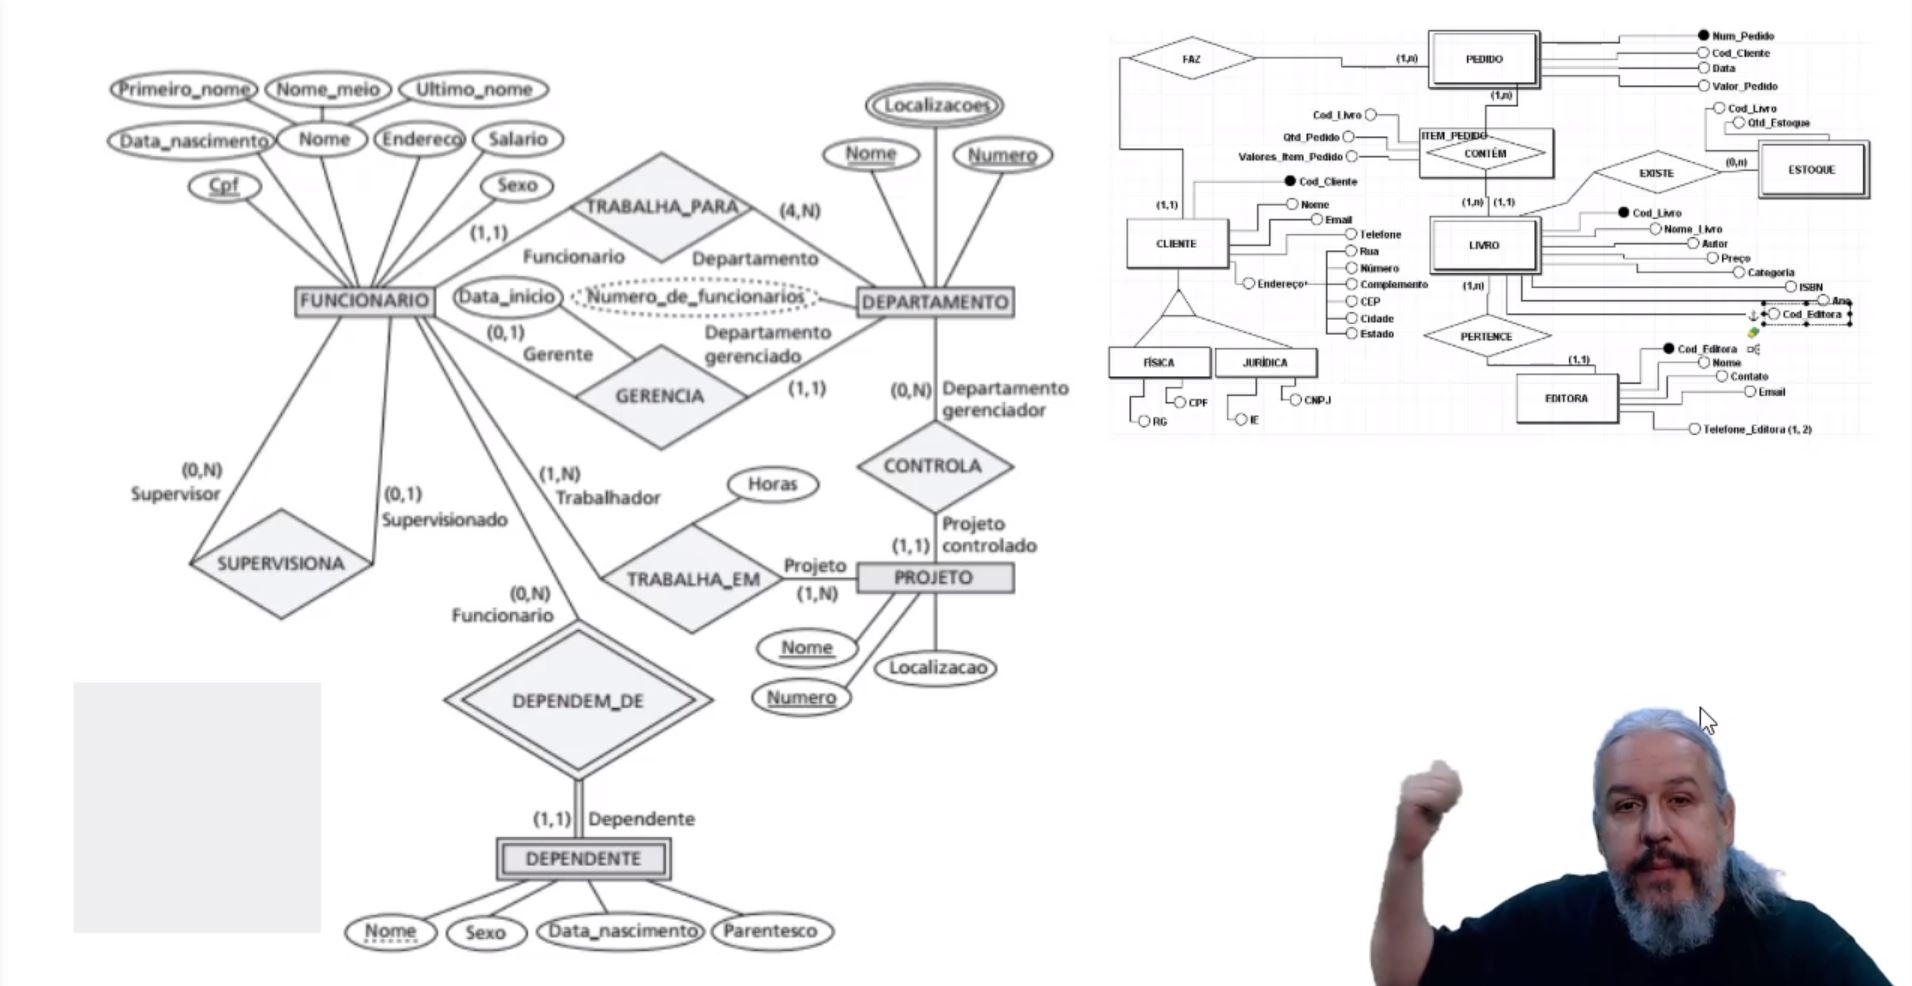 Primeiro_nome
Nome_meio
Ultimo_nome
Data_nascimento
Nome
Endereco
Salario
Cpf
Sexo
Localizacoes
Nome
Numero
TRABALHA_PARA
(4,N)
(1,1)
Funcionario
Departamento
FUNCIONARIO
Data_inicio
Numero_de_funcionarios
DEPARTAMENTO
(0,1)
Gerente
Departamento
gerenciado
GERENCIA
(1,1)
(0,N)
Departamento
gerenciador
CONTROLA
(0,N)
Supervisor
(0,1)
Supervisionado
(1,N)
Trabalhador
Horas
SUPERVISIONA
Projeto
controlado
(1,1)
TRABALHA_EM
Projeto
(1,N)
PROJETO
(0,N)
Funcionario
Nome
Numero
Localizacao
DEPENDEM_DE
(1,1)
Dependente
DEPENDENTE
Nome
Sexo
Data_nascimento
Parentesco
FAZ
(1,n)
PEDIDO
Num_Pedido
Cod_Cliente
Data
Valor_Pedido
(1,n)
Cod_Livro
Qtd_Pedido
Valores_Item_Pedido
ITEM_PEDIDO
CONTÉM
Cod_Livro
Qtd_Estoque
EXISTE
(0,n)
ESTOQUE
(1,1)
Cod_Cliente
Nome
Email
Telefone
CLIENTE
Rua
Número
Endereço
Complemento
CEP
Cidade
Estado
(1,n)
(1,1)
LIVRO
Cod_Livro
Nome_Livro
Autor
Preço
Categoria
ISBN
Ano
Cod_Editora
(1,n)
PERTENCE
(1,1)
FÍSICA
JURÍDICA
RG
CPF
IE
CNPJ
EDITORA
Cod_Editora
Nome
Contato
Email
Telefone_Editora (1, 2)